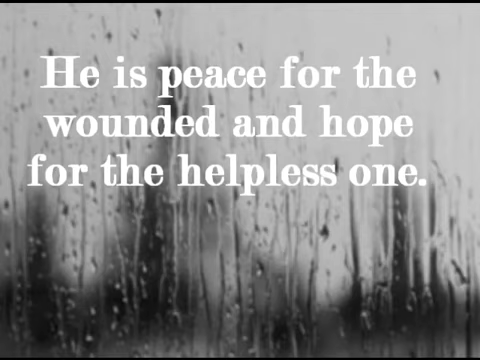 He is peace for the
wounded and hope
for the helpless one.